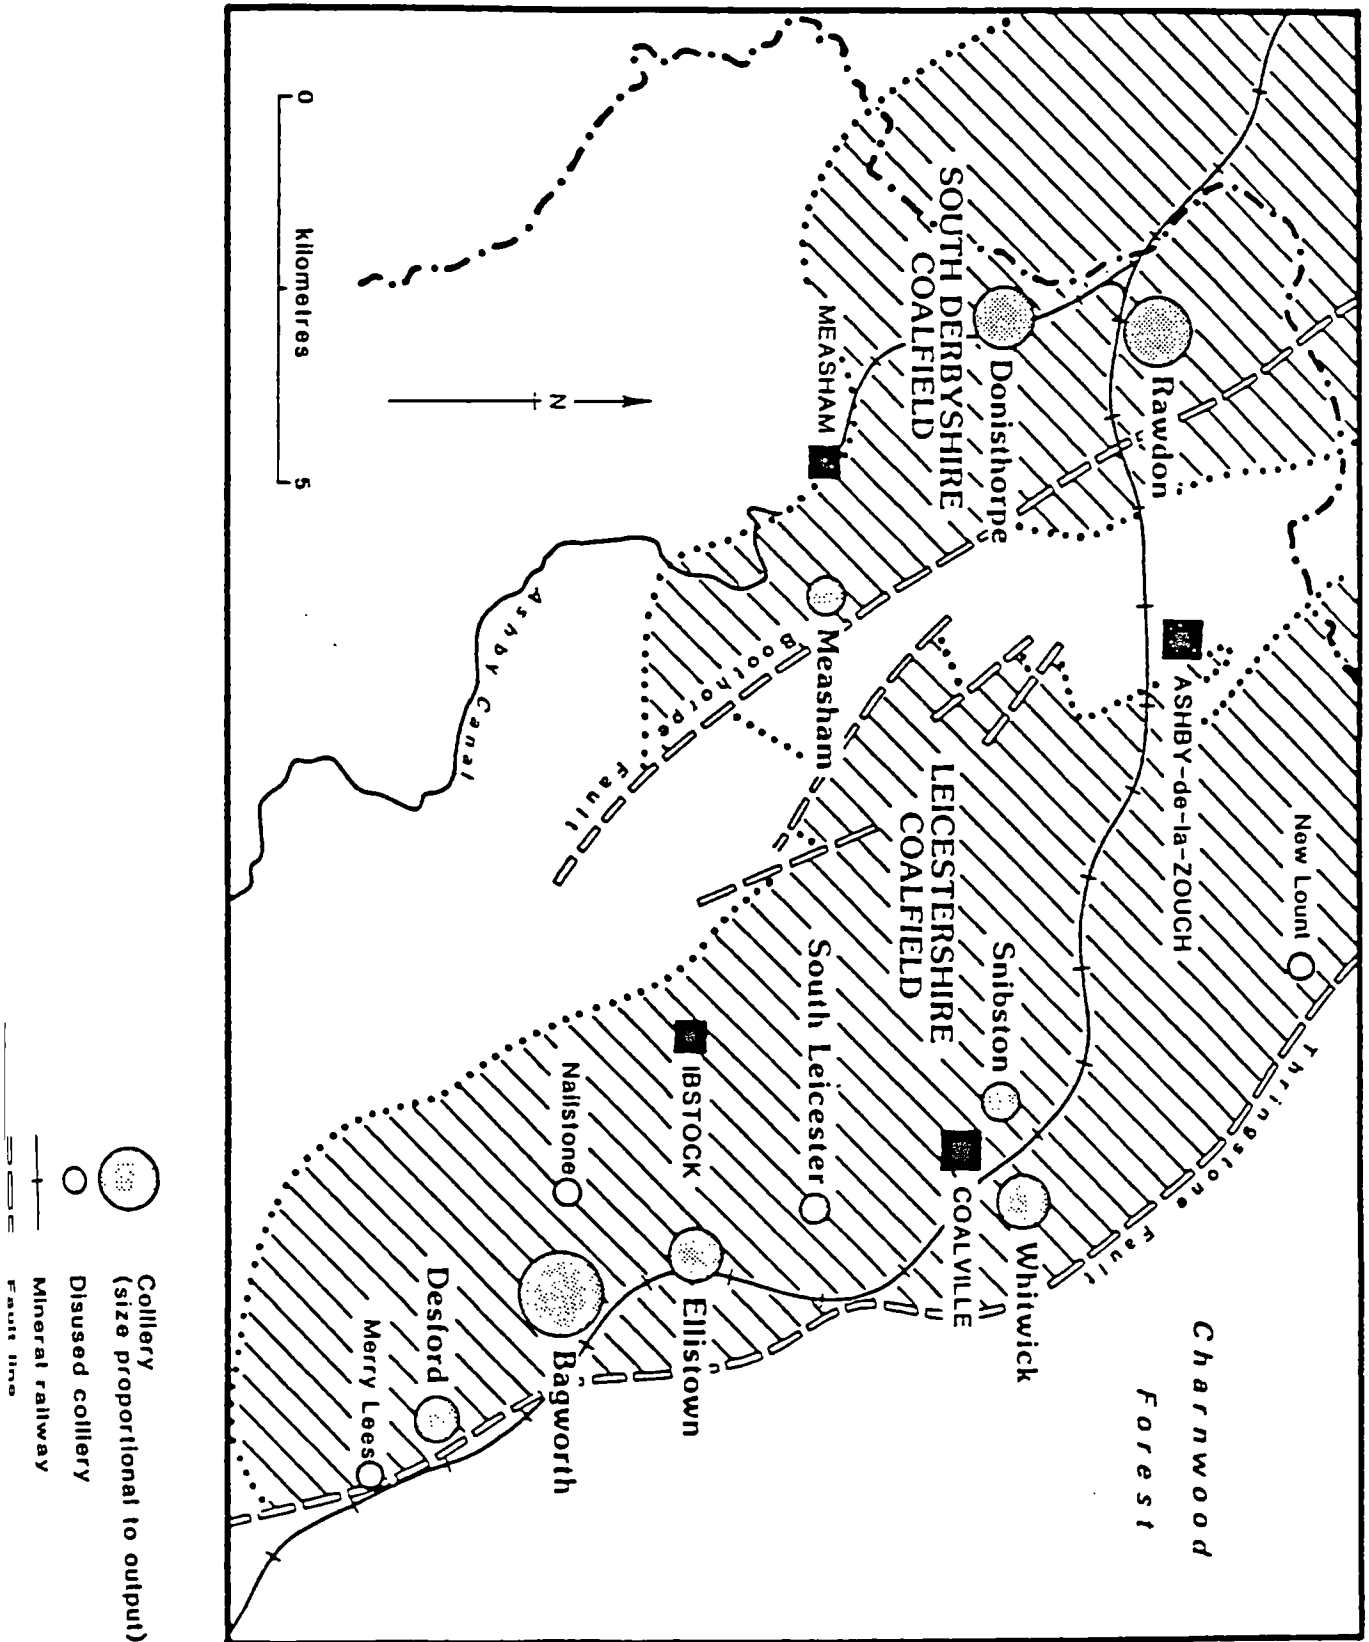 New Lount
Thringstone Fault
Charnwood
Forest
ASHBY-de-la-ZOUCH
Rawdon
Donisthorpe
SOUTH DERBYSHIRE
COALFIELD
MEASHAM
Measham
Boothorpe Fault
LEICESTERSHIRE
COALFIELD
Snibston
Whitwick
COALVILLE
South Leicester
IBSTOCK
Ellistown
Nailstone
Bagworth
Desford
Merry Lees
Ashby Canal
N
0
kilometres
5
Colliery
(size proportional to output)
Disused colliery
Mineral railway
Fault line